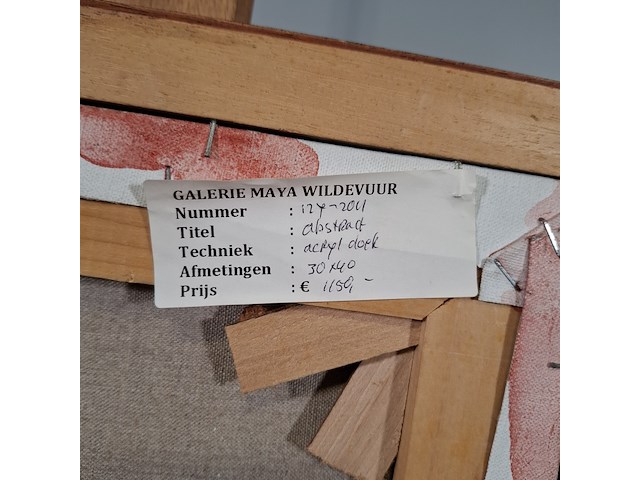 GALERIE MAYA WILDEVUUR
Nummer : 124-2011
Titel : abstract
Techniek : acryl doek
Afmetingen : 30x40
Prijs : € 1150,-